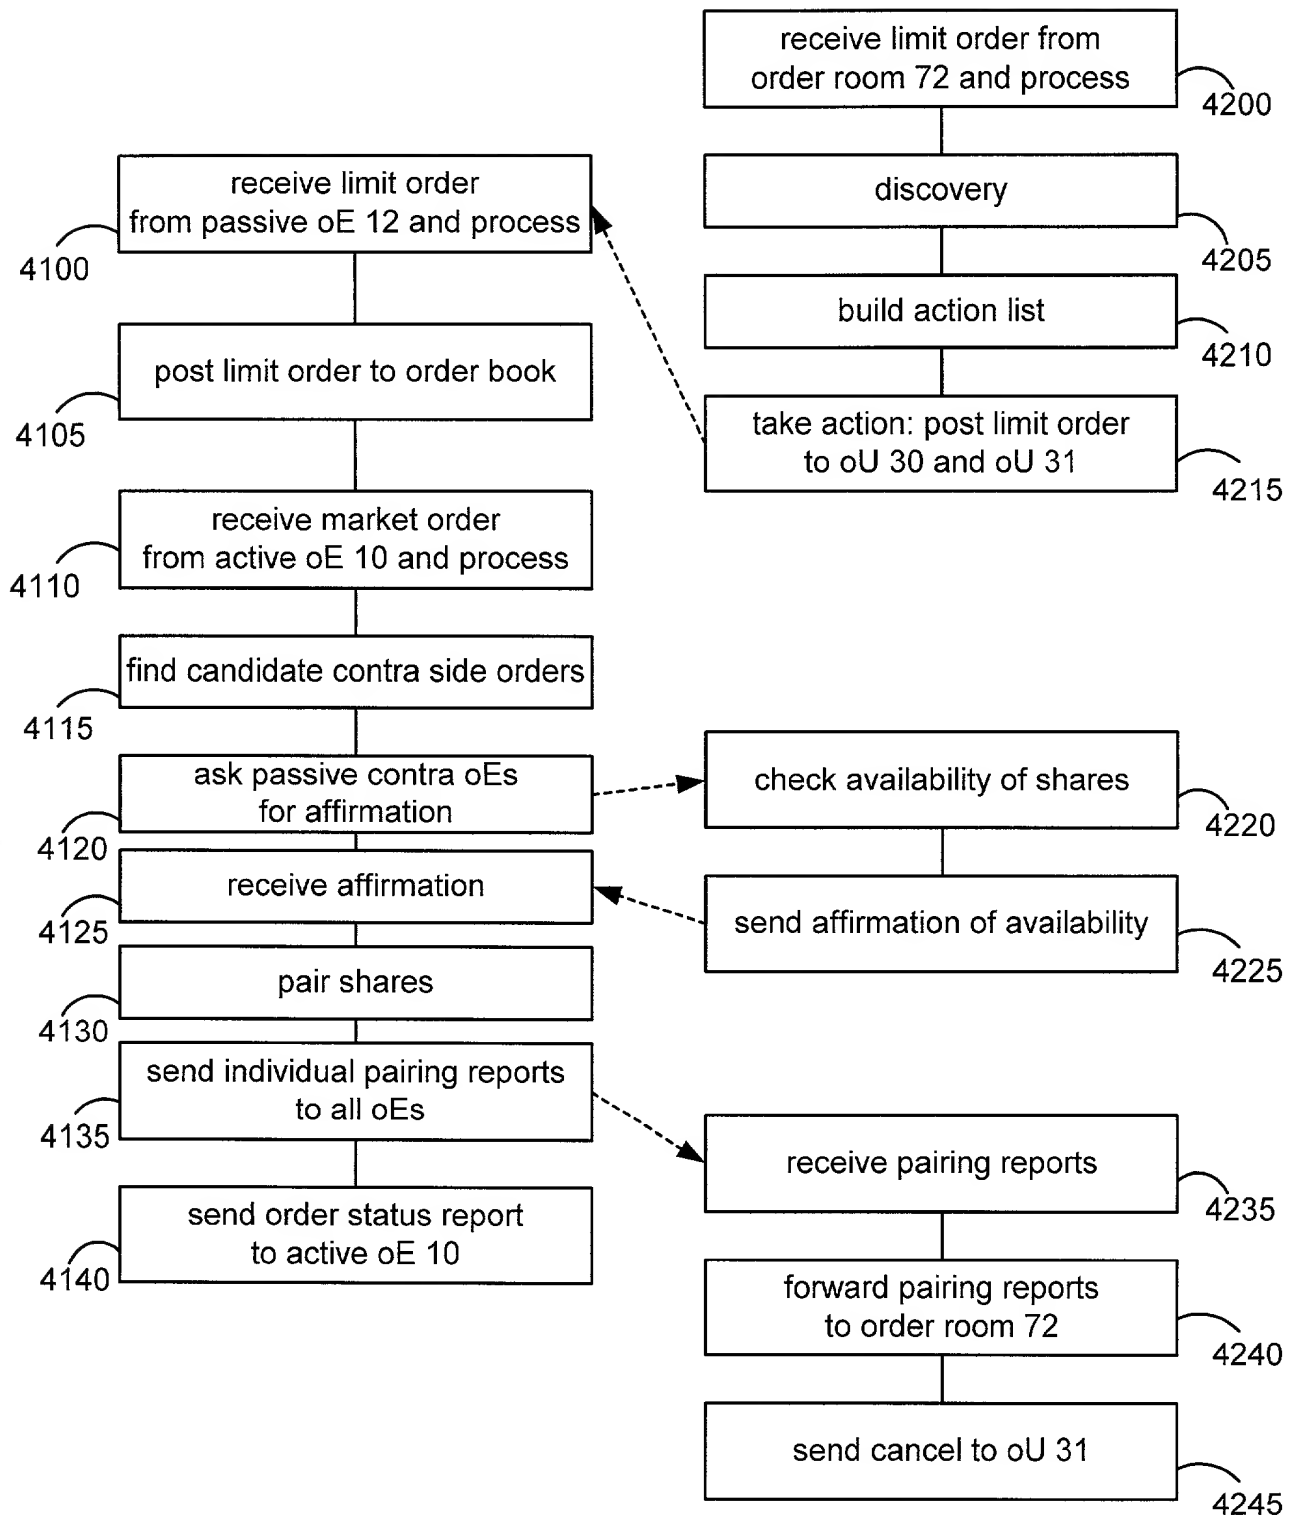 receive limit order from
order room 72 and process
4200
discovery
4205
build action list
4210
take action: post limit order
to oU 30 and oU 31
4215
receive limit order
from passive oE 12 and process
4100
post limit order to order book
4105
receive market order
from active oE 10 and process
4110
find candidate contra side orders
4115
ask passive contra oEs
for affirmation
4120
receive affirmation
4125
pair shares
4130
send individual pairing reports
to all oEs
4135
send order status report
to active oE 10
4140
check availability of shares
4220
send affirmation of availability
4225
receive pairing reports
4235
forward pairing reports
to order room 72
4240
send cancel to oU 31
4245